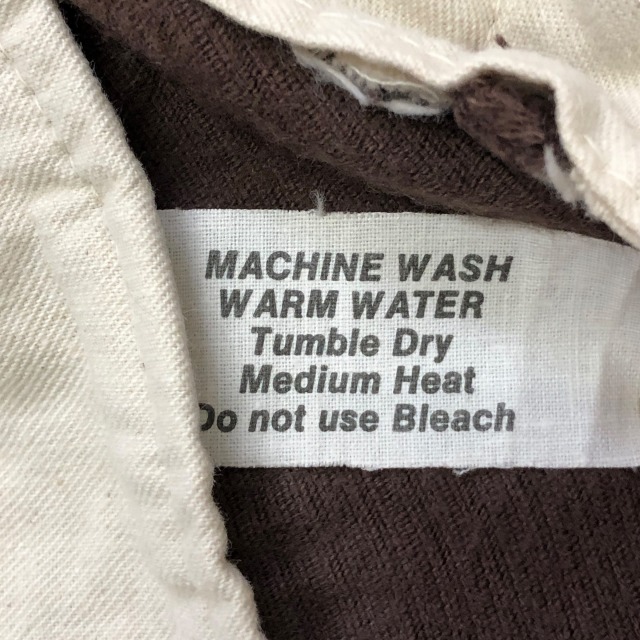 MACHINE WASH
WARM WATER
Tumble Dry
Medium Heat
Do not use Bleach